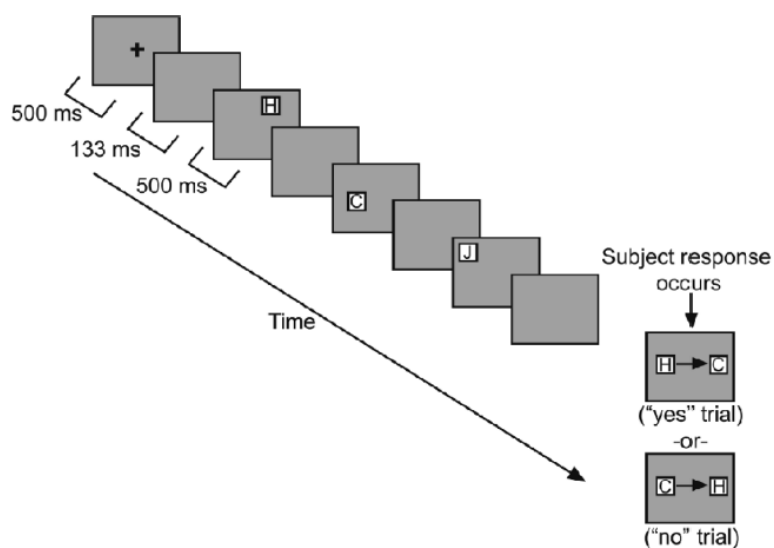 +
H
500 ms
133 ms
500 ms
C
J
Subject response
occurs
Time
H C
("yes" trial)
-or-
C H
("no" trial)